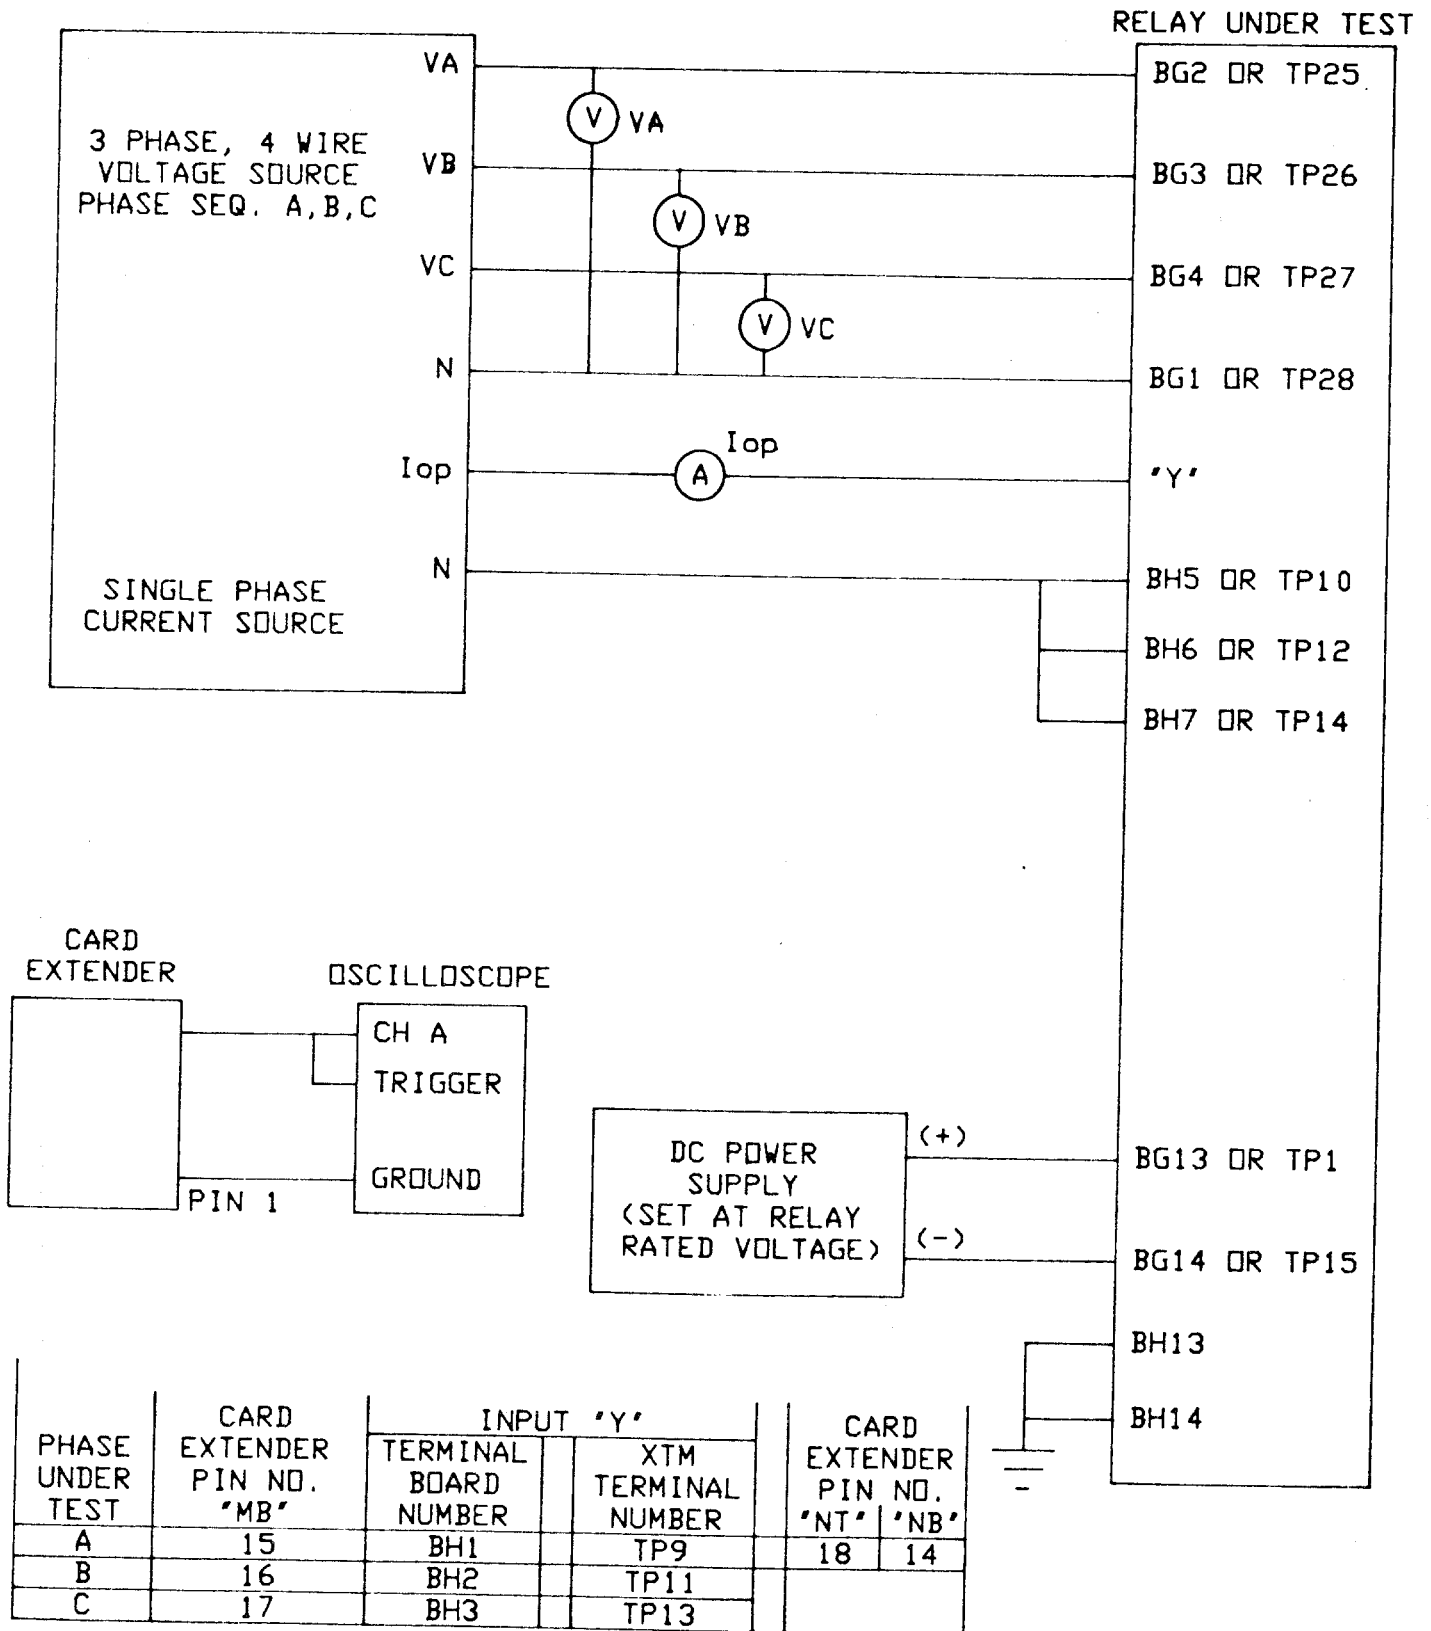 RELAY UNDER TEST
VA
BG2 OR TP25
V
VA
3 PHASE, 4 WIRE
VOLTAGE SOURCE
PHASE SEQ. A,B,C
VB
BG3 OR TP26
V
VB
VC
BG4 OR TP27
V
VC
N
BG1 OR TP28
Iop
Iop
A
"Y"
N
BH5 OR TP10
SINGLE PHASE
CURRENT SOURCE
BH6 OR TP12
BH7 OR TP14
CARD
EXTENDER
OSCILLOSCOPE
CH A
TRIGGER
GROUND
PIN 1
DC POWER
SUPPLY
(SET AT RELAY
RATED VOLTAGE)
(+)
BG13 OR TP1
(-)
BG14 OR TP15
BH13
BH14
PHASE
UNDER
TEST
CARD
EXTENDER
PIN NO.
"MB"
INPUT "Y"
TERMINAL
BOARD
NUMBER
XTM
TERMINAL
NUMBER
CARD
EXTENDER
PIN NO.
"NT" "NB"
A 15 BH1 TP9 18 14
B 16 BH2 TP11
C 17 BH3 TP13